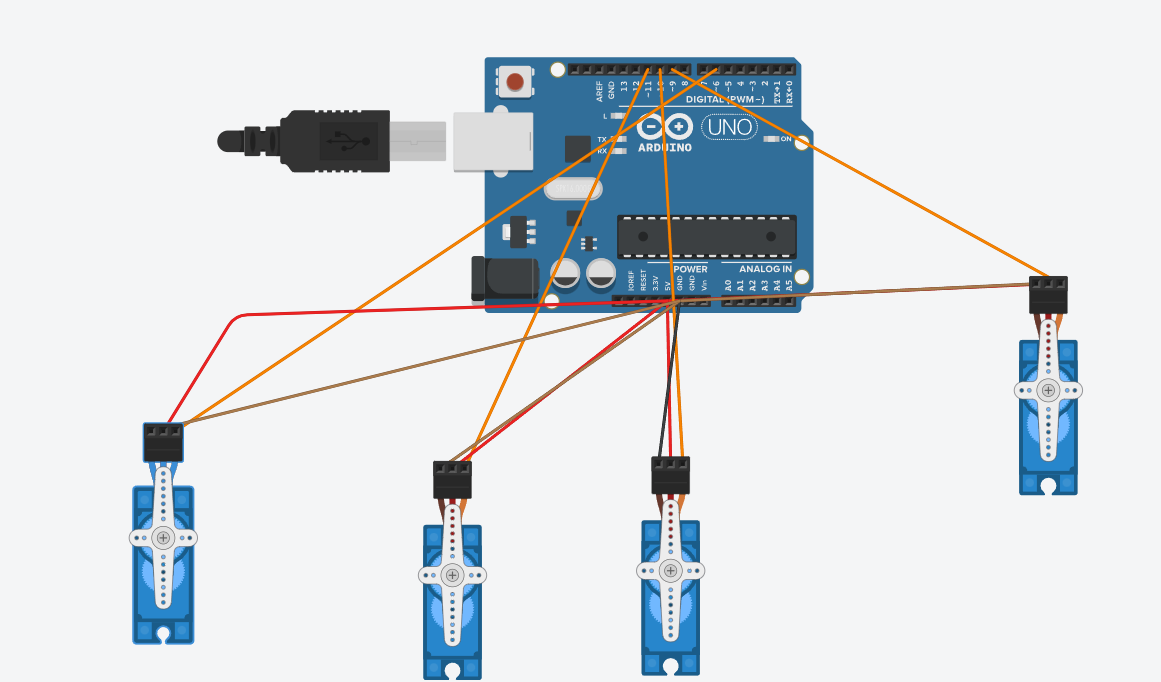 AREF
GND
13
12
~11
~9
8
7
~6
~5
4
~3
2
TX→1
RX←0
DIGITAL (PWM~)
L
TX
RX
UNO
ARDUINO
ON
POWER
ANALOG IN
IOREF
RESET
3.3V
5V
GND
GND
Vin
A0
A1
A2
A3
A4
A5